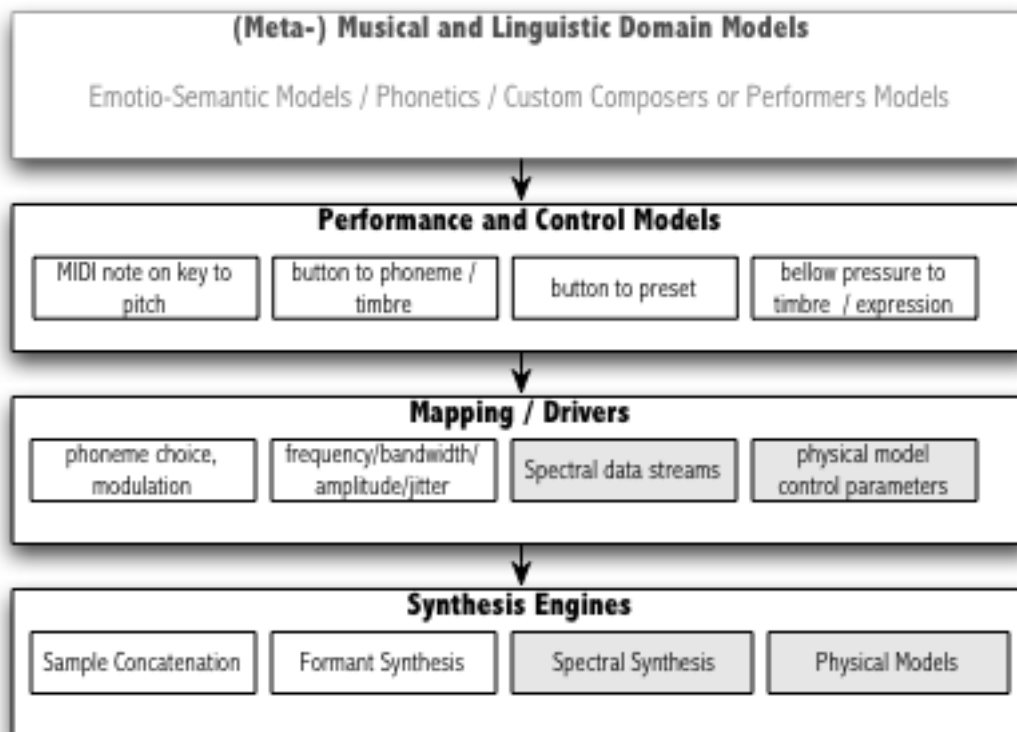 (Meta-) Musical and Linguistic Domain Models
Emotio-Semantic Models / Phonetics / Custom Composers or Performers Models
Performance and Control Models
MIDI note on key to
pitch
button to phoneme /
timbre
button to preset
bellow pressure to
timbre / expression
Mapping / Drivers
phoneme choice,
modulation
frequency/bandwidth/
amplitude/jitter
Spectral data streams
physical model
control parameters
Synthesis Engines
Sample Concatenation
Formant Synthesis
Spectral Synthesis
Physical Models